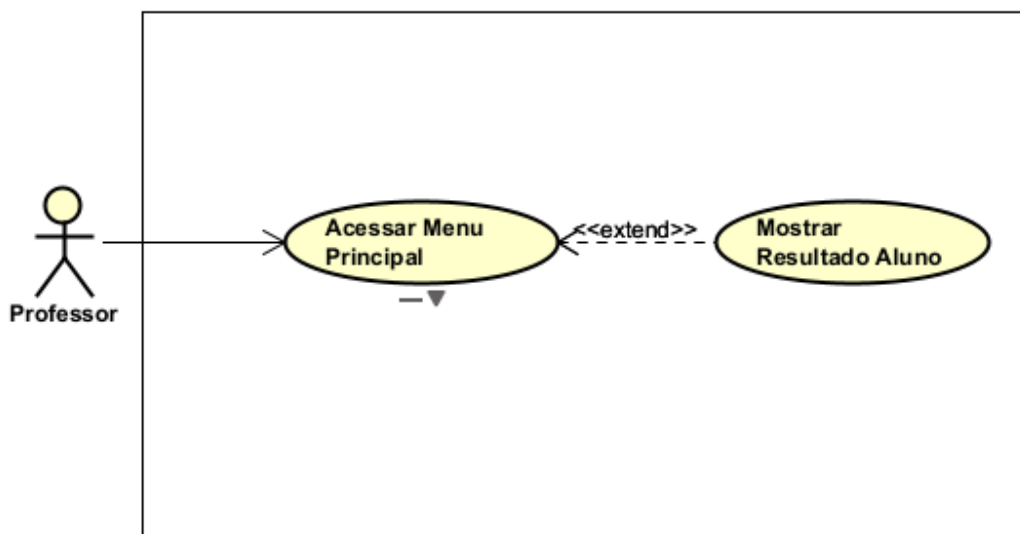 Professor
Acessar Menu
Principal
<<extend>>
Mostrar
Resultado Aluno